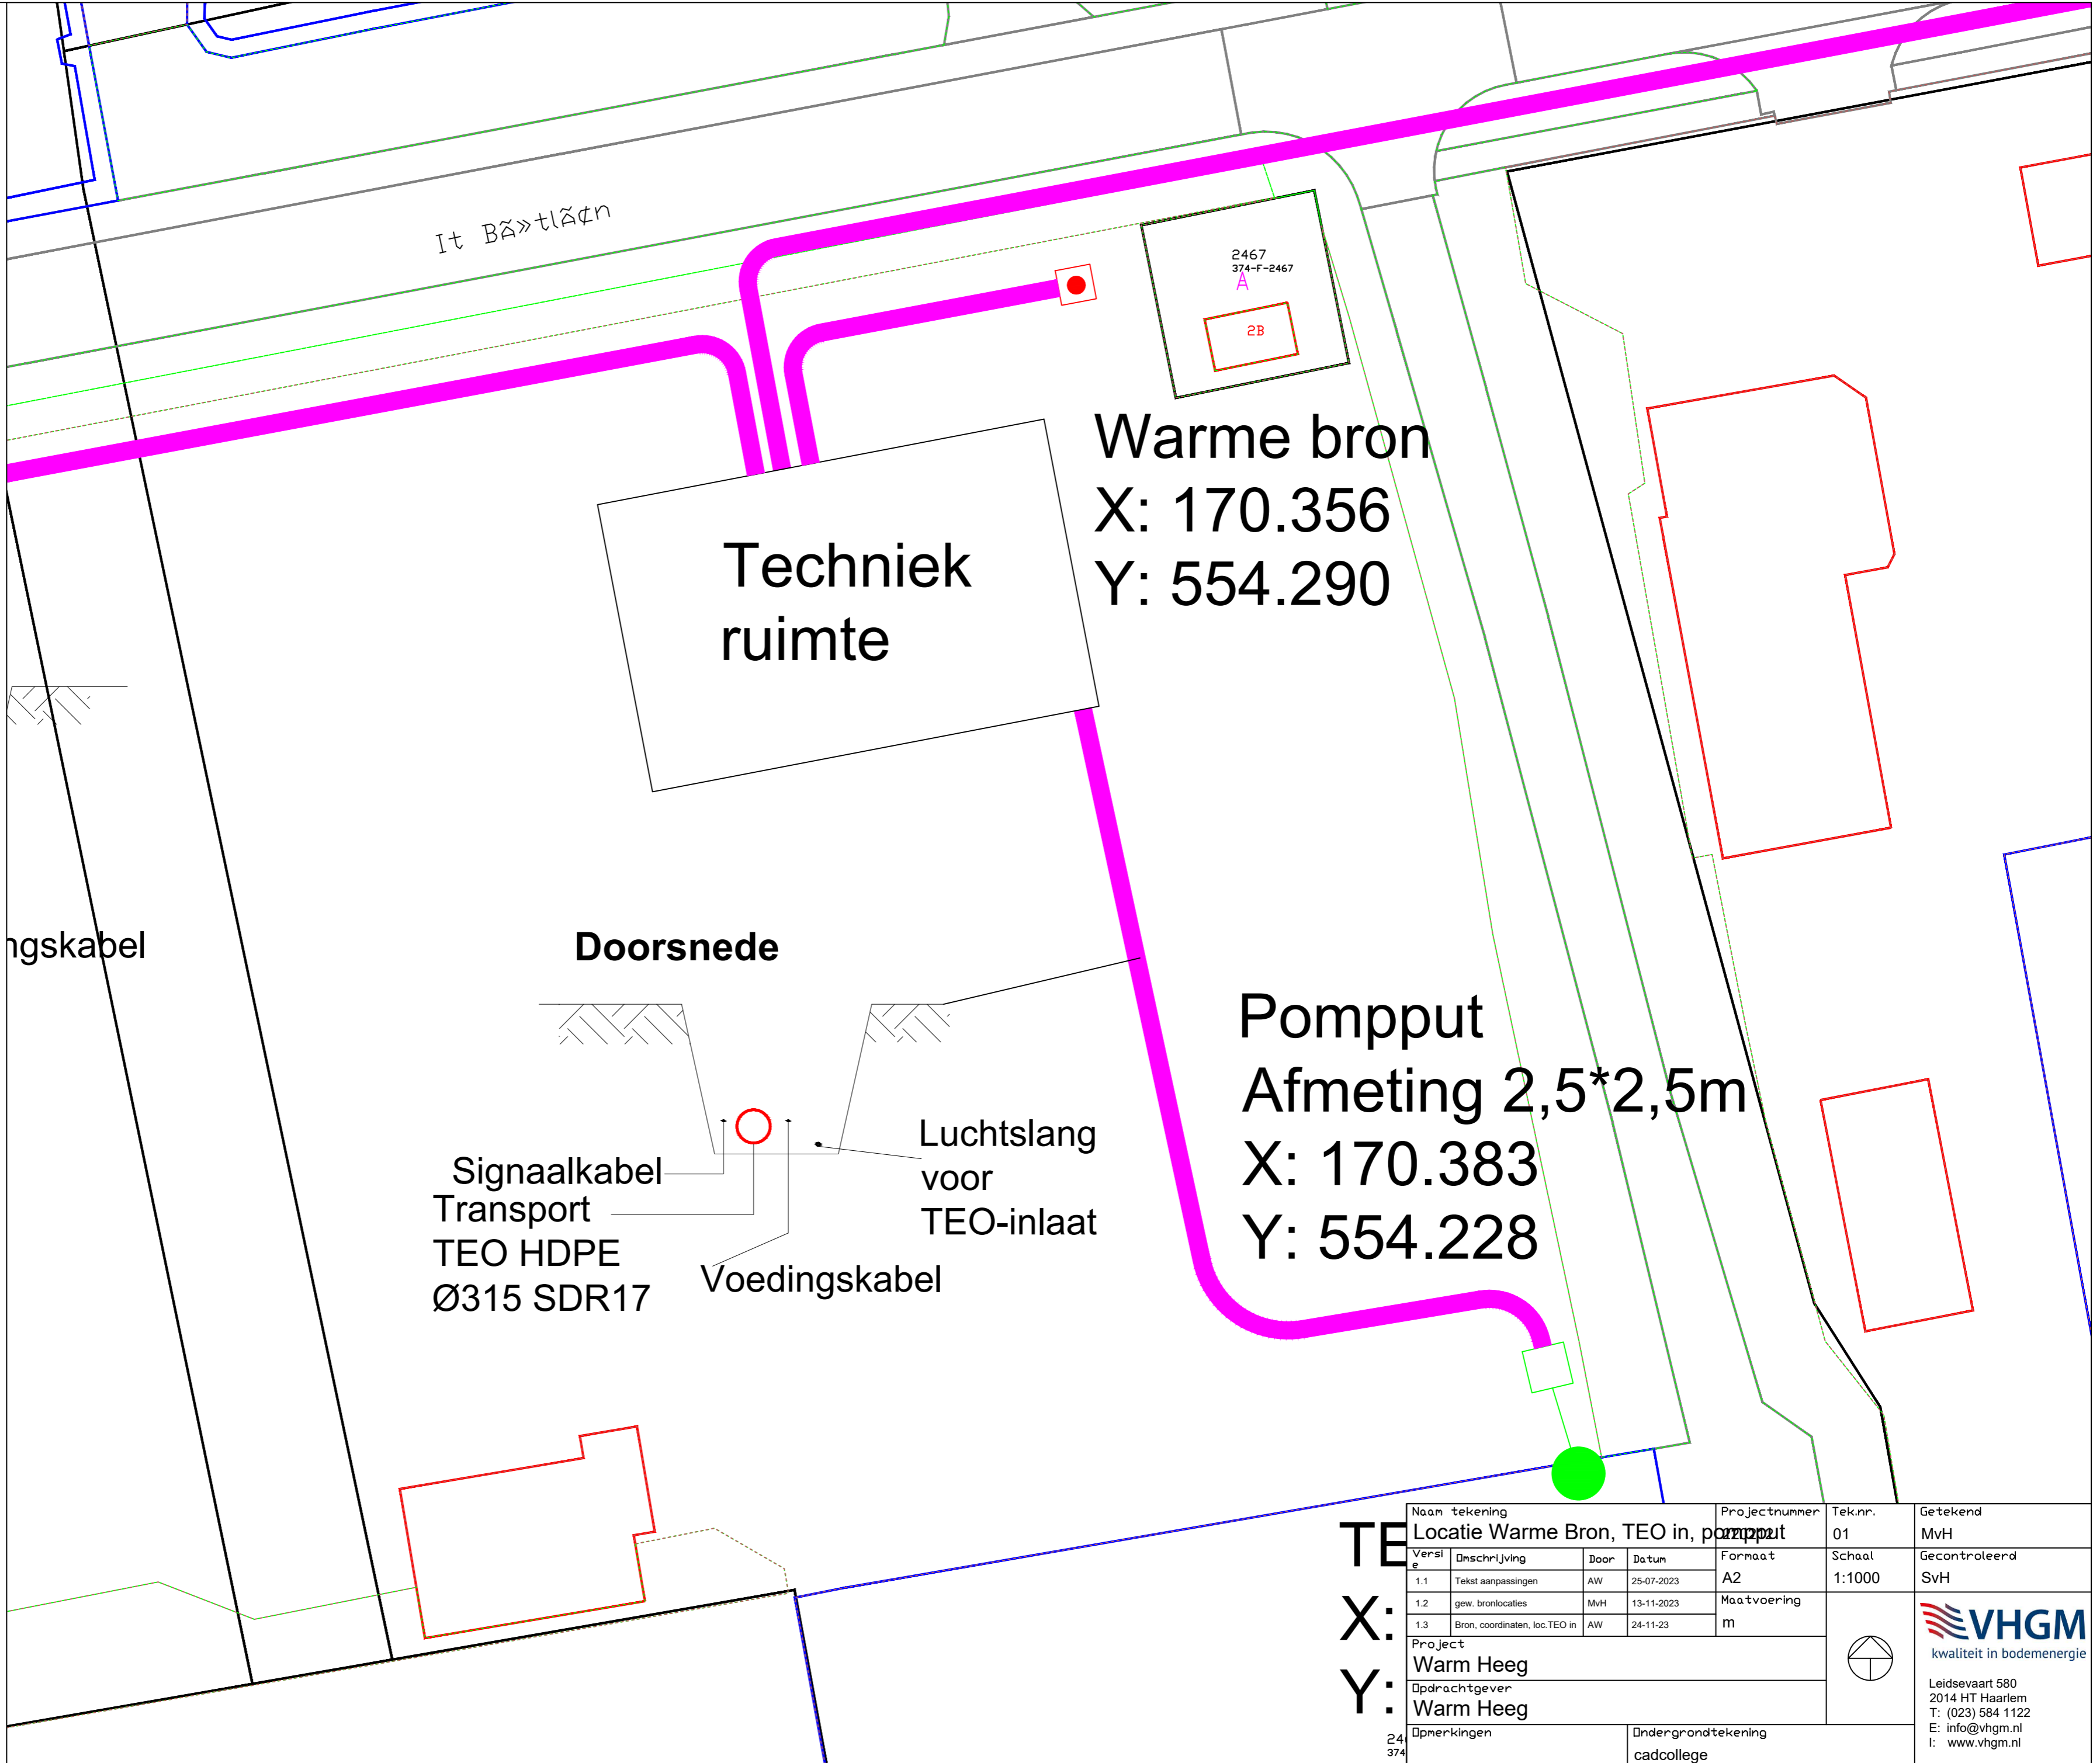 It Bã»tlã¢n
2467
374-F-2467
A
2B
Warme bron
X: 170.356
Y: 554.290
Techniek
ruimte
ngskabel
Doorsnede
Pompput
Afmeting 2,5*2,5m
X: 170.383
Y: 554.228
Signaalkabel
Transport
TEO HDPE
Ø315 SDR17
Voedingskabel
Luchtslang
voor
TEO-inlaat
TE
X:
Y:
24
374
Naam tekening
Locatie Warme Bron, TEO in, pompput
Projectnummer
Tek.nr.
01
Getekend
MvH
Versie Omschrijving Door Datum
1.1 Tekst aanpassingen AW 25-07-2023
1.2 gew. bronlocaties MvH 13-11-2023
1.3 Bron, coordinaten, loc.TEO in AW 24-11-23
Formaat
A2
Schaal
1:1000
Gecontroleerd
SvH
Maatvoering
m
Project
Warm Heeg
Opdrachtgever
Warm Heeg
Opmerkingen
Ondergrondtekening
cadcollege
VHGM
kwaliteit in bodemenergie
Leidsevaart 580
2014 HT Haarlem
T: (023) 584 1122
E: info@vhgm.nl
I: www.vhgm.nl